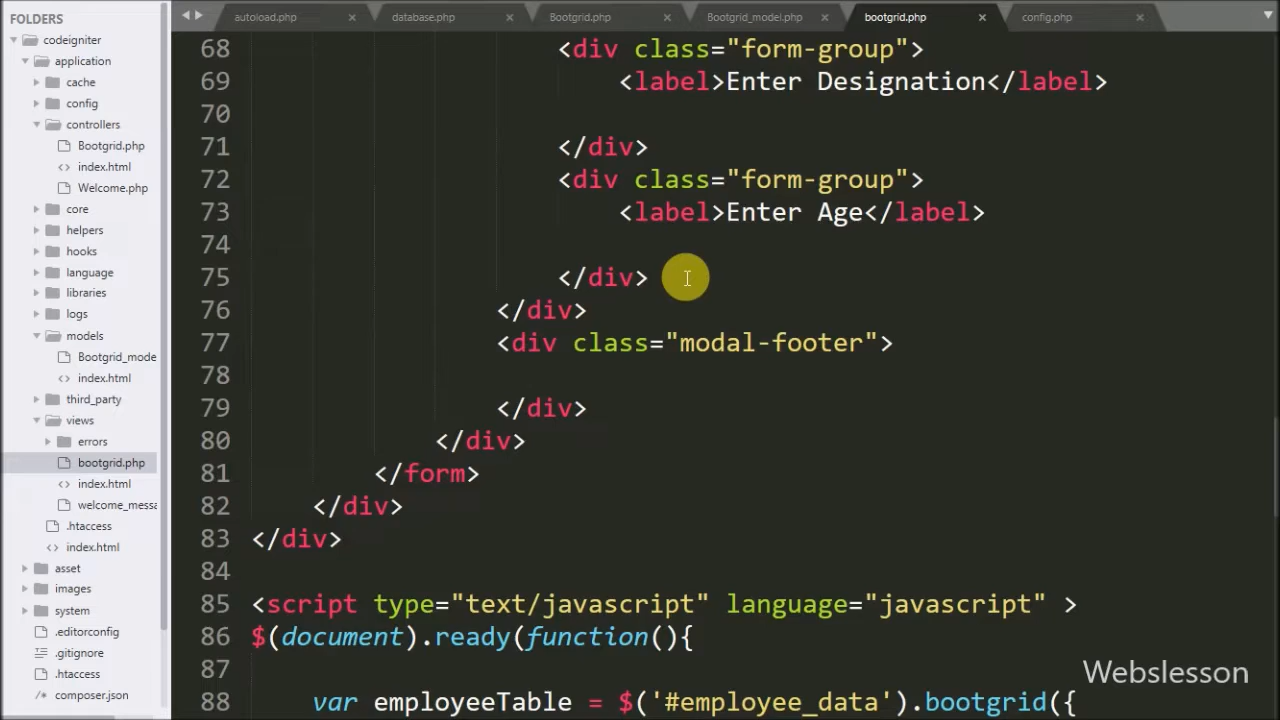 FOLDERS
codeigniter
application
cache
config
controllers
Bootgrid.php
index.html
Welcome.php
core
helpers
hooks
language
libraries
logs
models
Bootgrid_mode
index.html
third_party
views
errors
bootgrid.php
index.html
welcome_messa
.htaccess
index.html
asset
images
system
.editorconfig
.gitignore
.htaccess
composer.json
autoload.php × database.php × Bootgrid.php × Bootgrid_model.php × bootgrid.php × config.php ×
68 <div class="form-group">
69 <label>Enter Designation</label>
70
71 </div>
72 <div class="form-group">
73 <label>Enter Age</label>
74
75 </div>
76 </div>
77 <div class="modal-footer">
78
79 </div>
80 </div>
81 </form>
82 </div>
83 </div>
84
85 <script type="text/javascript" language="javascript" >
86 $(document).ready(function(){
87
88 var employeeTable = $('#employee_data').bootgrid({
Webslesson